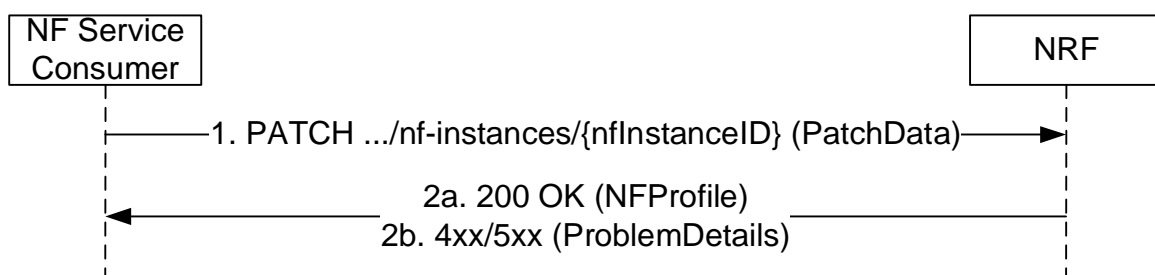 NF Service
Consumer
NRF
1. PATCH .../nf-instances/{nfInstanceID} (PatchData)
2a. 200 OK (NFProfile)
2b. 4xx/5xx (ProblemDetails)